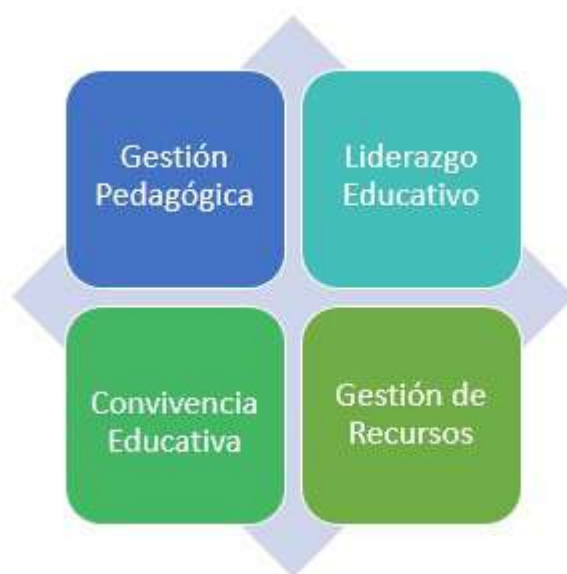 Gestión
Pedagógica
Liderazgo
Educativo
Convivencia
Educativa
Gestión de
Recursos